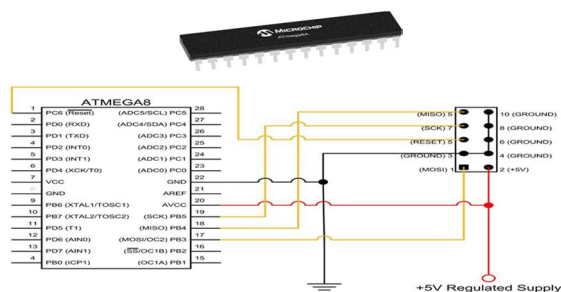 MICROCHIP
ATmega8A
ATMEGA8
1 PC6 (Reset) (ADC5/SCL) PC5 28
2 PD0 (RXD) (ADC4/SDA) PC4 27
3 PD1 (TXD) (ADC3) PC3 26
4 PD2 (INT0) (ADC2) PC2 25
5 PD3 (INT1) (ADC1) PC1 24
6 PD4 (XCK/T0) (ADC0) PC0 23
7 VCC GND 22
8 GND AREF 21
9 PB6 (XTAL1/TOSC1) AVCC 20
10 PB7 (XTAL2/TOSC2) (SCK) PB5 19
11 PD5 (T1) (MISO) PB4 18
12 PD6 (AIN0) (MOSI/OC2) PB3 17
13 PD7 (AIN1) (SS/OC1B) PB2 16
14 PB0 (ICP1) (OC1A) PB1 15
(MISO) 5 10 (GROUND)
(SCK) 7 8 (GROUND)
(RESET) 5 6 (GROUND)
(GROUND) 3 4 (GROUND)
(MOSI) 1 2 (+5V)
+5V Regulated Supply